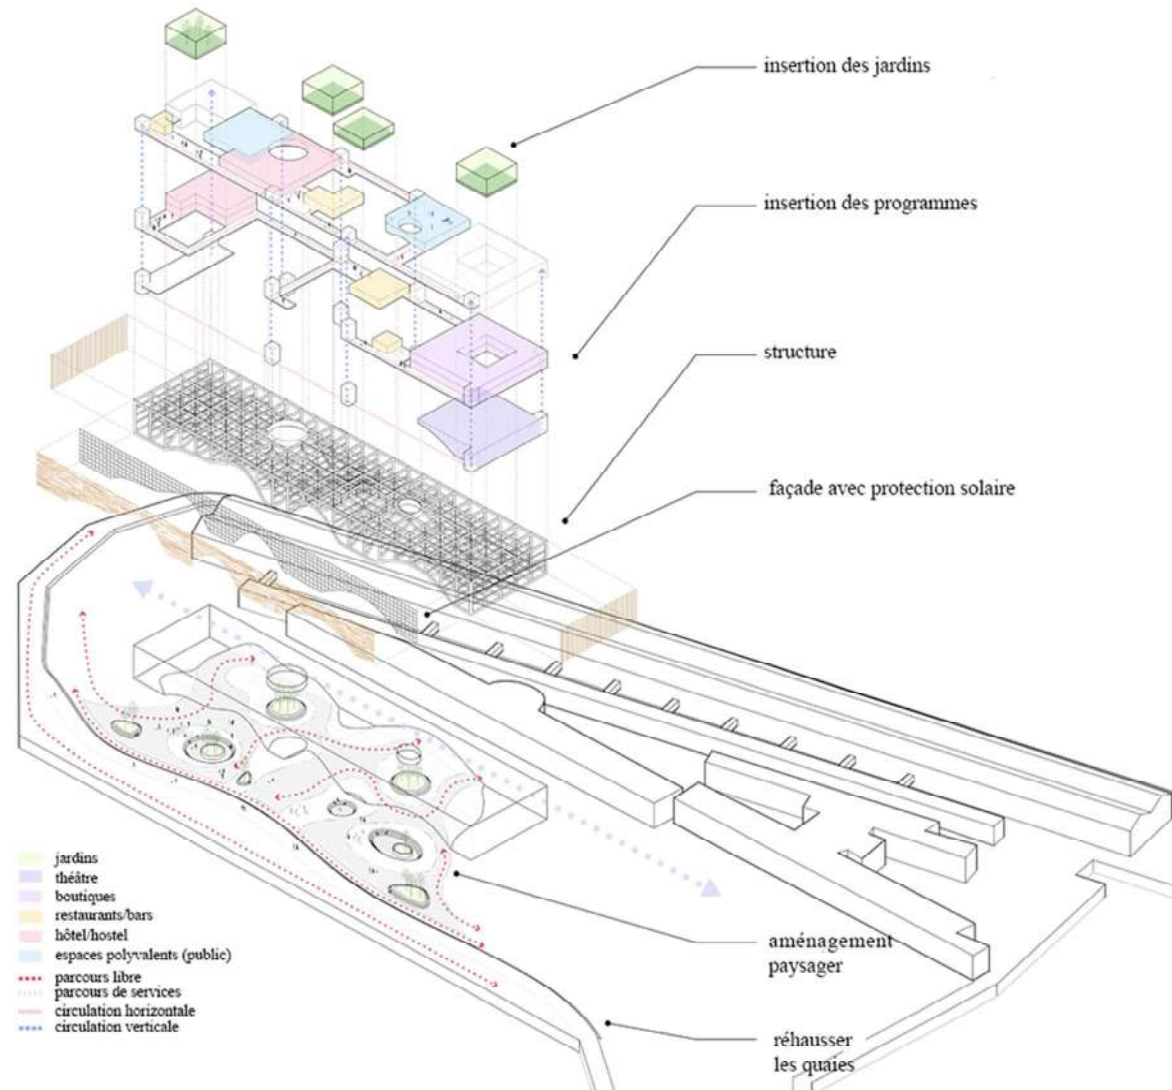 insertion des jardins
insertion des programmes
structure
façade avec protection solaire
jardins
théâtre
boutiques
restaurants/bars
hôtel/hostel
espaces polyvalents (public)
parcours libre
parcours de services
circulation horizontale
circulation verticale
aménagement
paysager
réhausser
les quaies